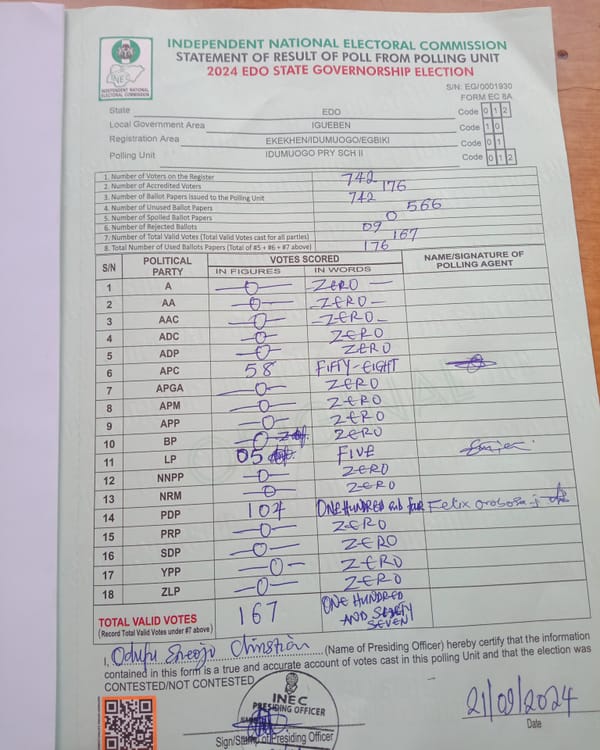 INDEPENDENT NATIONAL ELECTORAL COMMISSION
STATEMENT OF RESULT OF POLL FROM POLLING UNIT
2024 EDO STATE GOVERNORSHIP ELECTION
INEC
INDEPENDENT NATIONAL ELECTORAL COMMISSION
S/N: EG/0001930
FORM EC 8A
State EDO Code 0 1 2
Local Government Area IGUEBEN Code 1 0
Registration Area EKEKHEN/IDUMUOGO/EGBIKI Code 0 1
Polling Unit IDUMUOGO PRY SCH II Code 0 1 2
1. Number of Voters on the Register 742
2. Number of Accredited Voters 176
3. Number of Ballot Papers issued to the Polling Unit 742
4. Number of Unused Ballot Papers 566
5. Number of Spoiled Ballot Papers 0
6. Number of Rejected Ballots 09
7. Number of Total Valid Votes (Total Valid Votes cast for all parties) 167
8. Total Number of Used Ballots Papers (Total of #5 + #6 + #7 above) 176
S/N POLITICAL PARTY VOTES SCORED NAME/SIGNATURE OF POLLING AGENT
IN FIGURES IN WORDS
1 A 0 ZERO
2 AA 0 ZERO
3 AAC 0 ZERO
4 ADC 0 ZERO
5 ADP 0 ZERO
6 APC 58 FIFTY-EIGHT
7 APGA 0 ZERO
8 APM 0 ZERO
9 APP 0 ZERO
10 BP 0 ZERO
11 LP 05 FIVE
12 NNPP 0 ZERO
13 NRM 0 ZERO
14 PDP 104 ONE HUNDRED and four Felix
15 PRP 0 ZERO
16 SDP 0 ZERO
17 YPP 0 ZERO
18 ZLP 0 ZERO
TOTAL VALID VOTES 167 ONE HUNDRED AND SIXTY SEVEN
(Record Total Valid Votes under #7 above)
I, Christian (Name of Presiding Officer) hereby certify that the information
contained in this form is a true and accurate account of votes cast in this polling Unit and that the election was
CONTESTED/NOT CONTESTED.
INEC
PRESIDING OFFICER
21/09/2024
Sign/Stamp of Presiding Officer Date